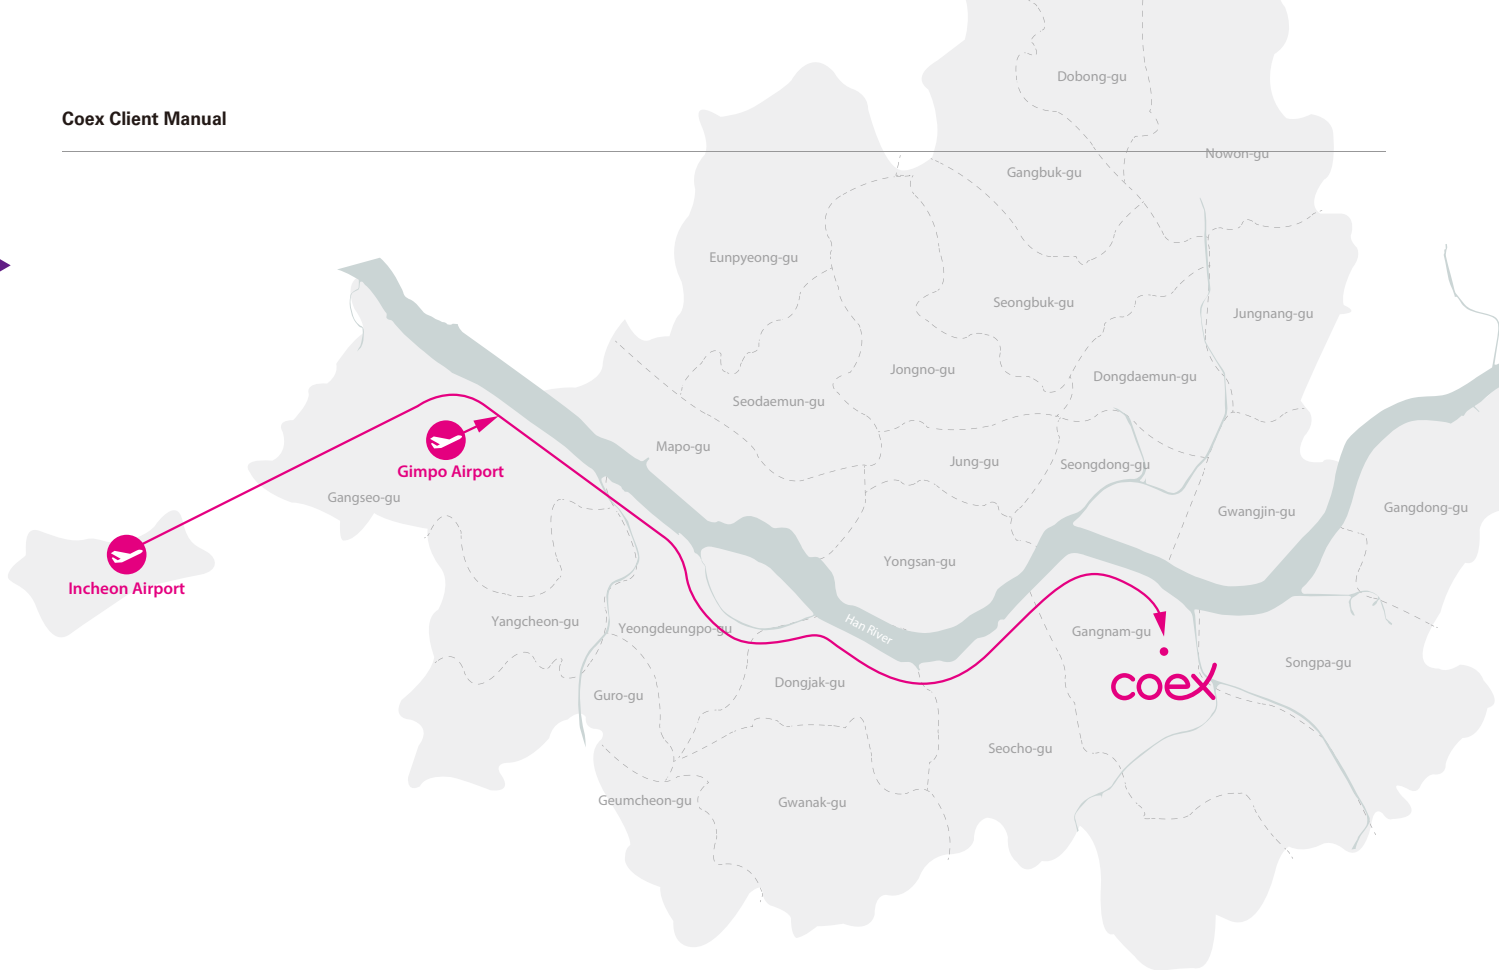 Coex Client Manual
Dobong-gu
Nowon-gu
Gangbuk-gu
Eunpyeong-gu
Seongbuk-gu
Jungnang-gu
Jongno-gu
Dongdaemun-gu
Seodaemun-gu
Mapo-gu
Jung-gu
Seongdong-gu
Gimpo Airport
Gangseo-gu
Gwangjin-gu
Gangdong-gu
Yongsan-gu
Incheon Airport
Yangcheon-gu
Yeongdeungpo-gu
Han River
Gangnam-gu
Songpa-gu
Dongjak-gu
coex
Guro-gu
Seocho-gu
Geumcheon-gu
Gwanak-gu